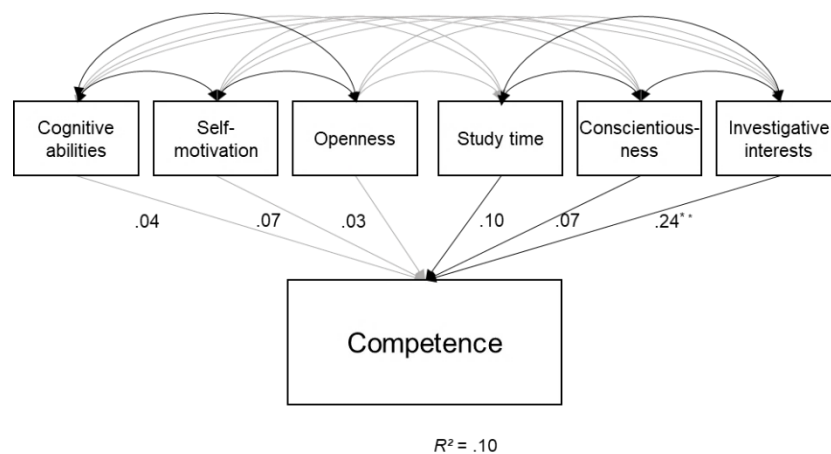 Cognitive
abilities
Self-
motivation
Openness
Study time
Conscientious-
ness
Investigative
interests
.04
.07
.03
.10
.07
.24**
Competence
R² = .10